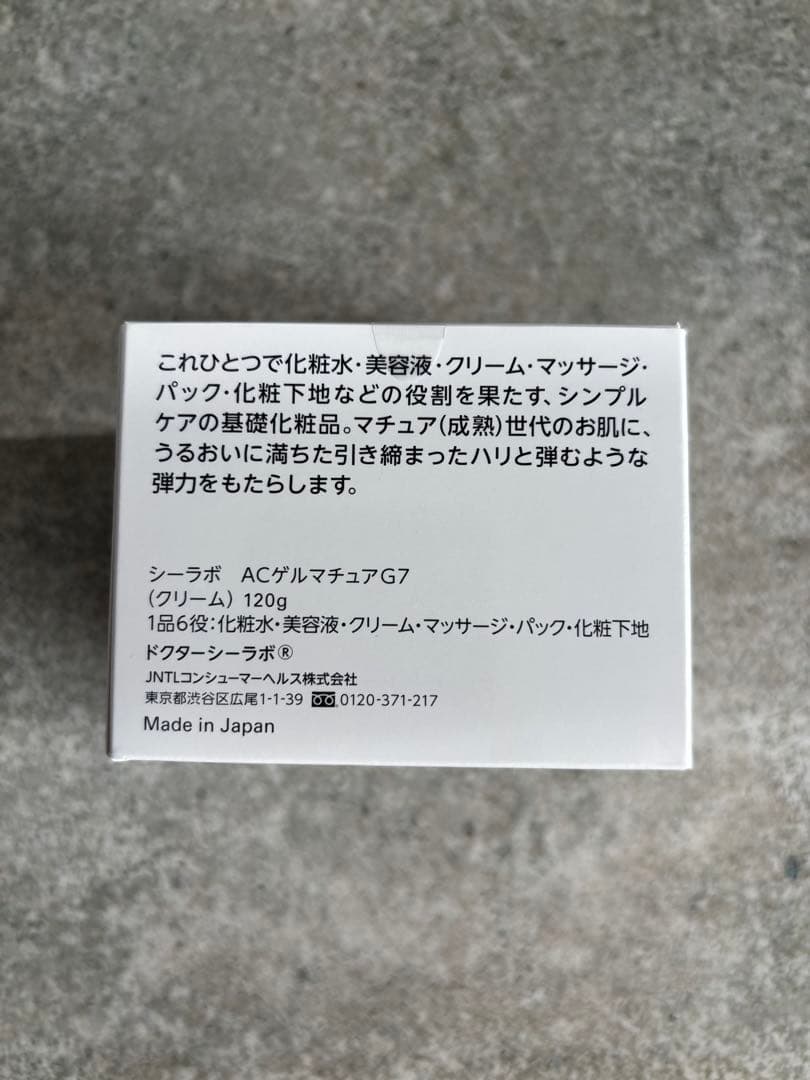 これひとつで化粧水・美容液・クリーム・マッサージ・
パック・化粧下地などの役割を果たす、シンプル
ケアの基礎化粧品。マチュア(成熟)世代のお肌に、
うるおいに満ちた引き締まったハリと弾むような
弾力をもたらします。
シーラボ ACゲルマチュアG7
(クリーム) 120g
1品6役:化粧水・美容液・クリーム・マッサージ・パック・化粧下地
ドクターシーラボ®
JNTLコンシューマーヘルス株式会社
東京都渋谷区広尾1-1-39 0120-371-217
Made in Japan